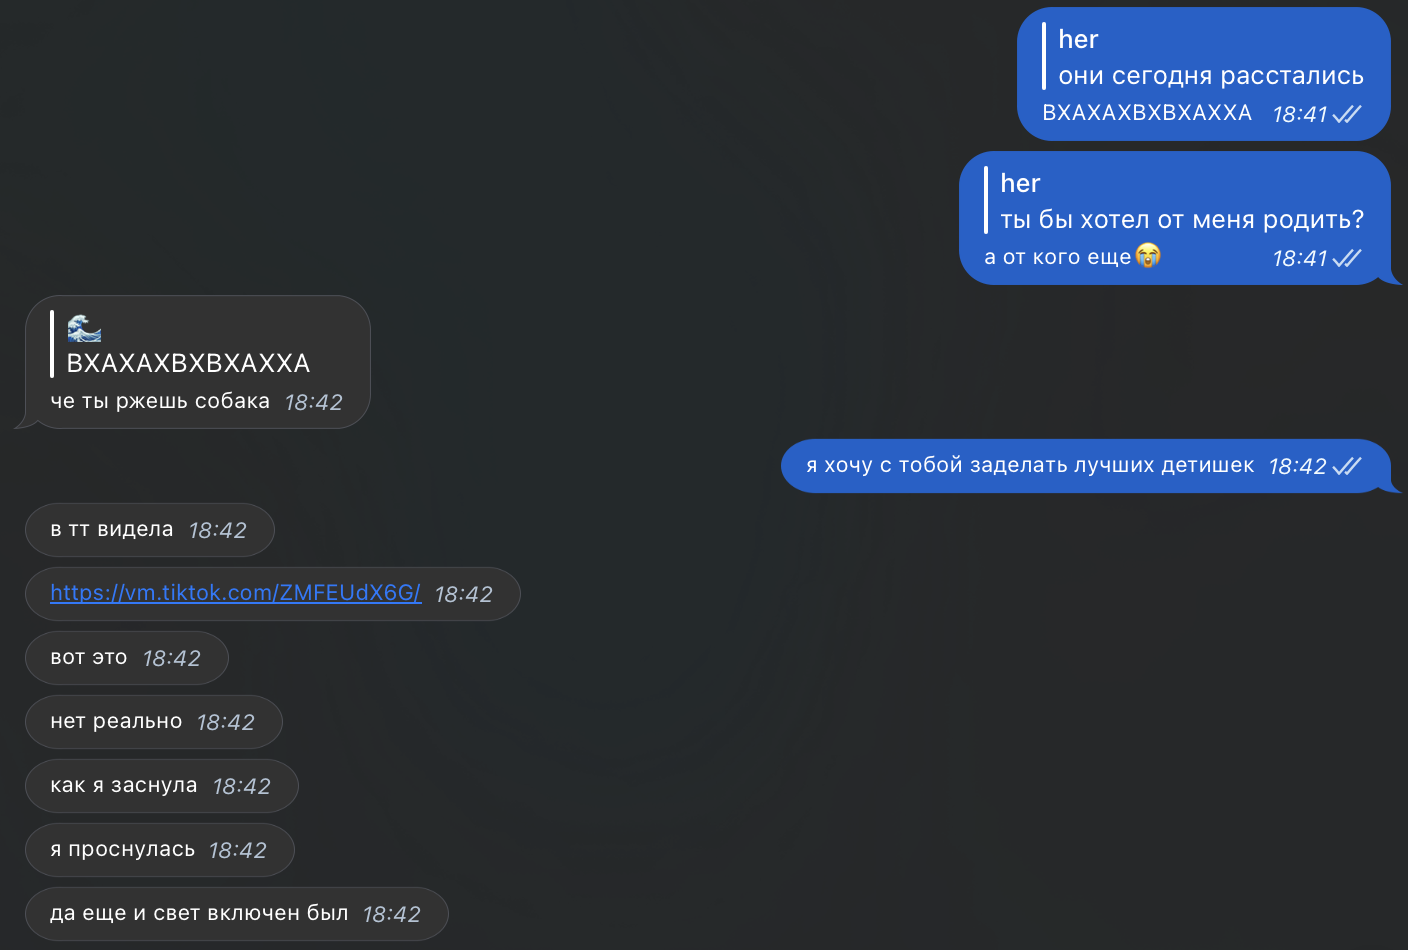 her
они сегодня расстались
ВХАХАХВХВХАХХА 18:41
her
ты бы хотел от меня родить?
а от кого еще😭 18:41
🌊
ВХАХАХВХВХАХХА
че ты ржешь собака 18:42
я хочу с тобой заделать лучших детишек 18:42
в тт видела 18:42
https://vm.tiktok.com/ZMFEUdX6G/ 18:42
вот это 18:42
нет реально 18:42
как я заснула 18:42
я проснулась 18:42
да еще и свет включен был 18:42